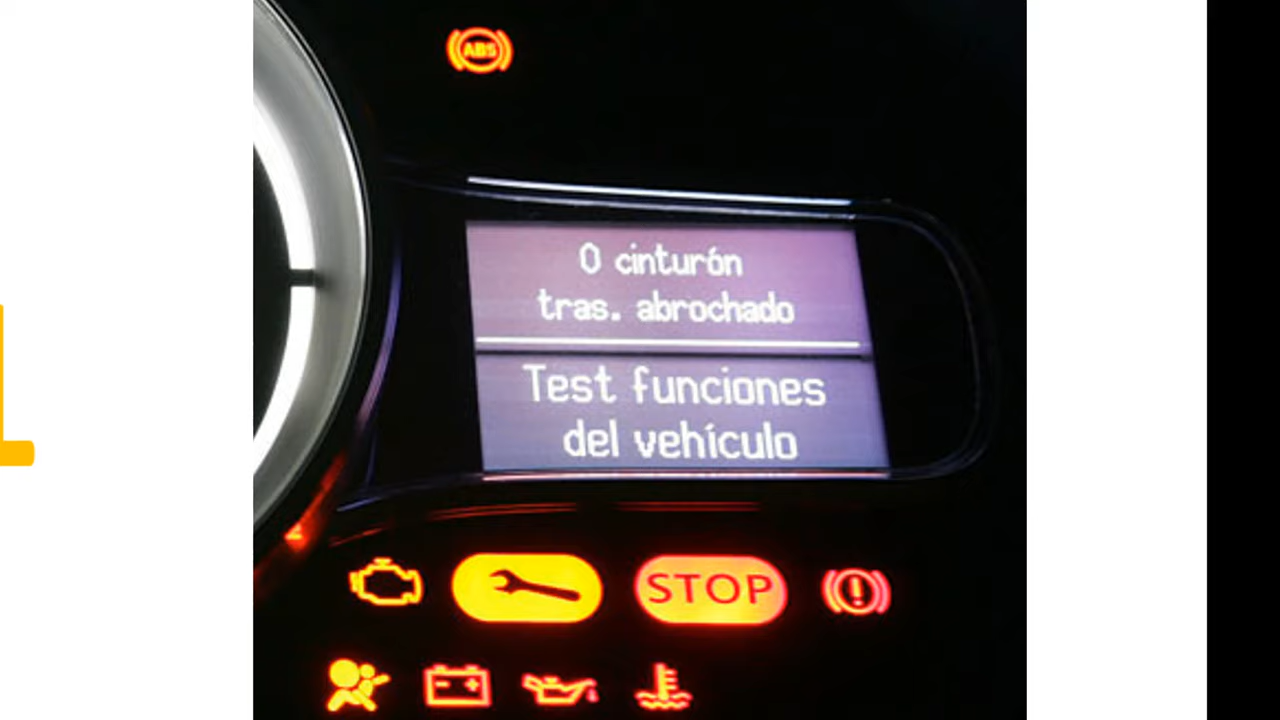 ABS
0 cinturón
tras. abrochado
Test funciones
del vehículo
STOP